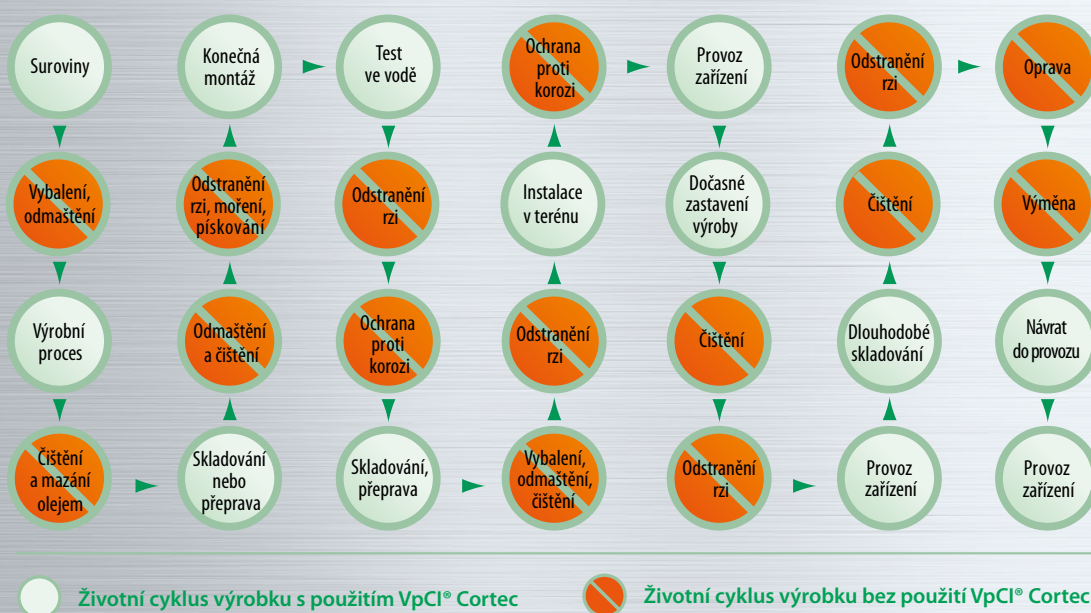 Suroviny
Vybalení,
odmaštění
Výrobní
proces
Čištění
a mazání
olejem
Skladování
nebo
přeprava
Odmaštění
a čištění
Odstranění
rzi, moření,
pískování
Konečná
montáž
Test
ve vodě
Odstranění
rzi
Ochrana
proti
korozi
Skladování,
přeprava
Vybalení,
odmaštění,
čištění
Odstranění
rzi
Instalace
v terénu
Ochrana
proti
korozi
Provoz
zařízení
Dočasné
zastavení
výroby
Čištění
Odstranění
rzi
Provoz
zařízení
Dlouhodobé
skladování
Čištění
Odstranění
rzi
Oprava
Výměna
Návrat
do provozu
Provoz
zařízení
Životní cyklus výrobku s použitím VpCI® Cortec
Životní cyklus výrobku bez použití VpCI® Cortec